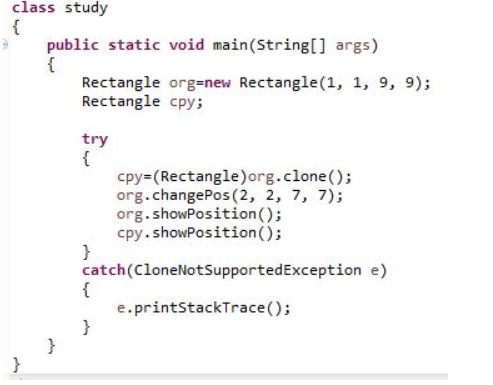 class study
{
public static void main(String[] args)
{
Rectangle org=new Rectangle(1, 1, 9, 9);
Rectangle cpy;
try
{
cpy=(Rectangle)org.clone();
org.changePos(2, 2, 7, 7);
org.showPosition();
cpy.showPosition();
}
catch(CloneNotSupportedException e)
{
e.printStackTrace();
}
}
}